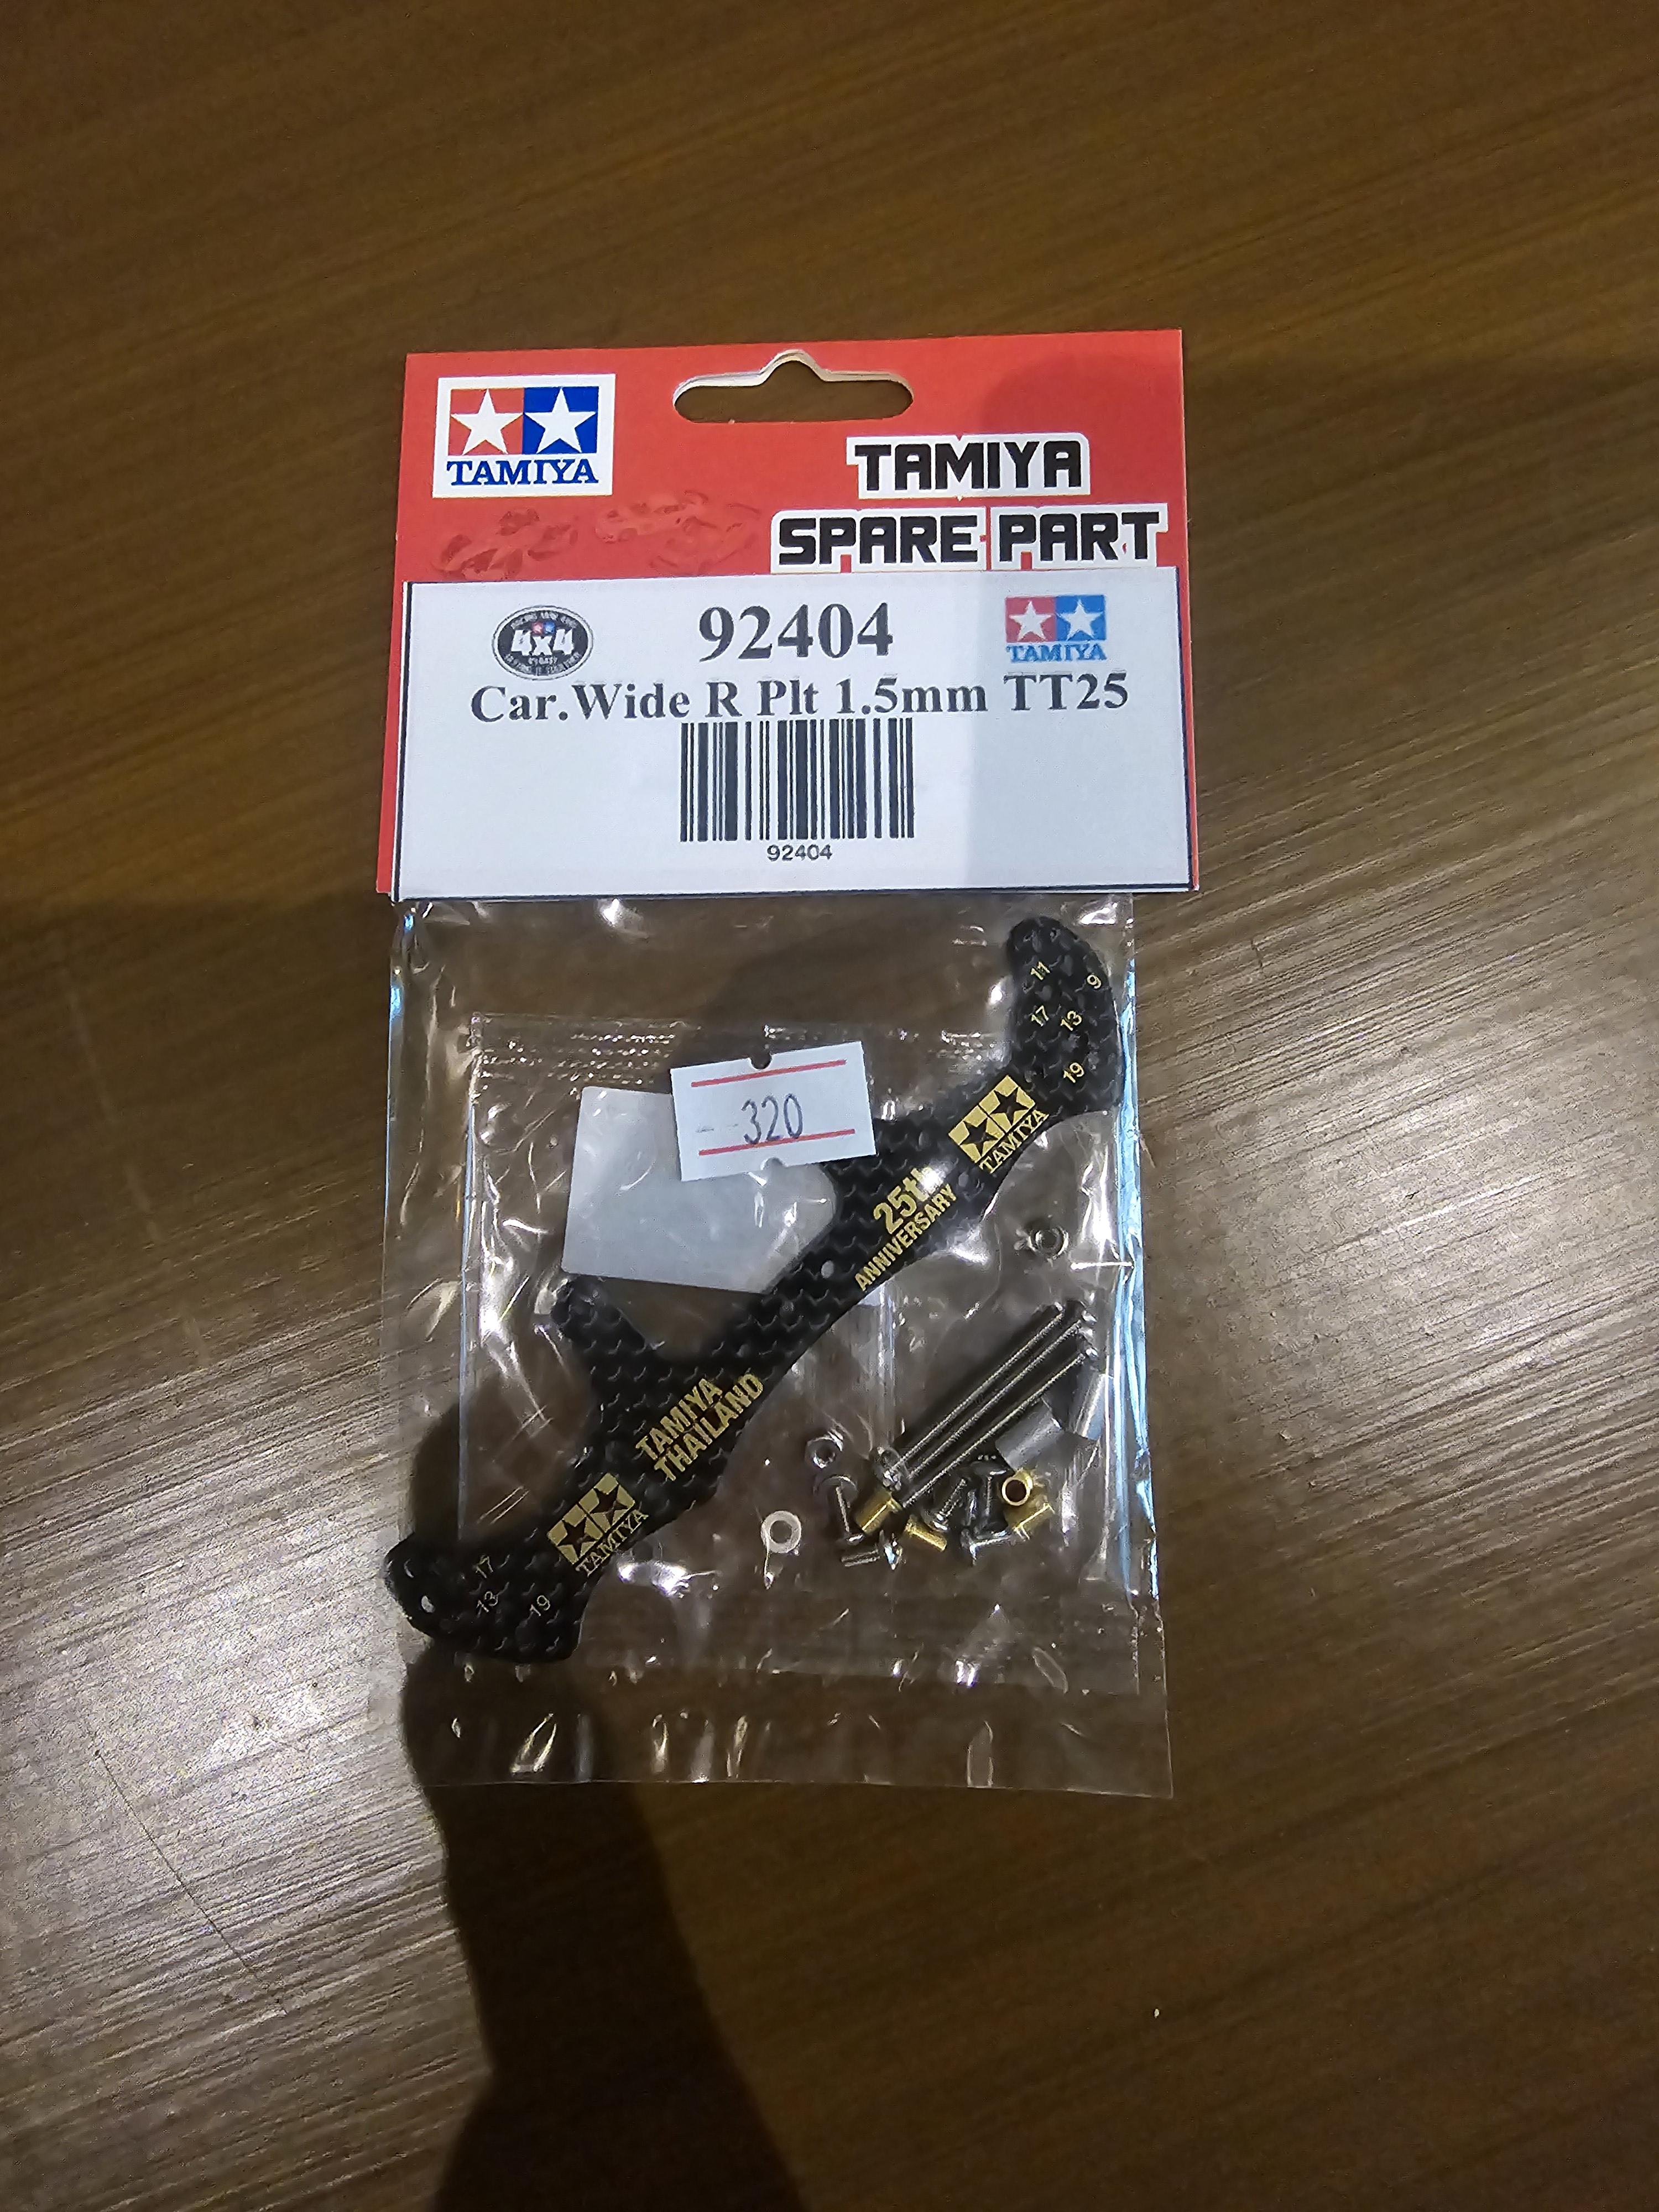 TAMIYA
TAMIYA
SPARE PART
4x4
92404
TAMIYA
Car.Wide R Plt 1.5mm TT25
92404
320
11
9
17
13
19
TAMIYA
25th
ANNIVERSARY
TAMIYA
THAILAND
TAMIYA
17
13
19